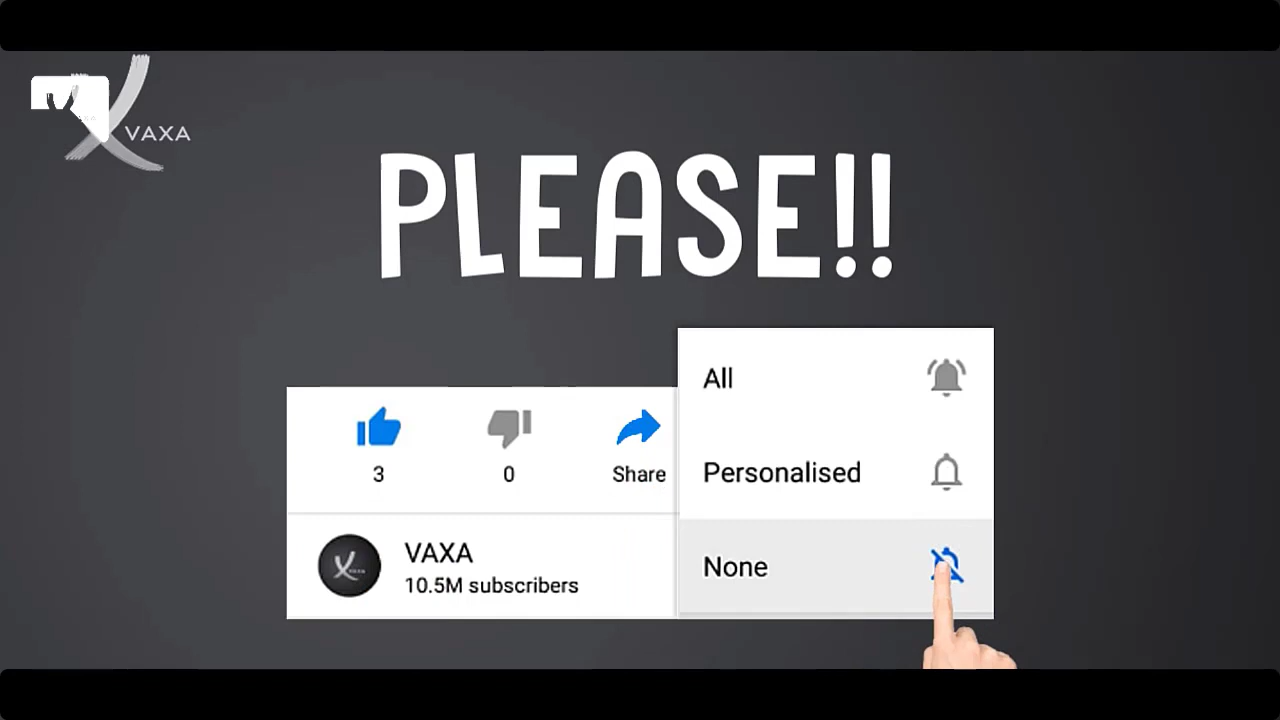 VAXA
PLEASE!!
All
Personalised
None
3
0
Share
VAXA
10.5M subscribers